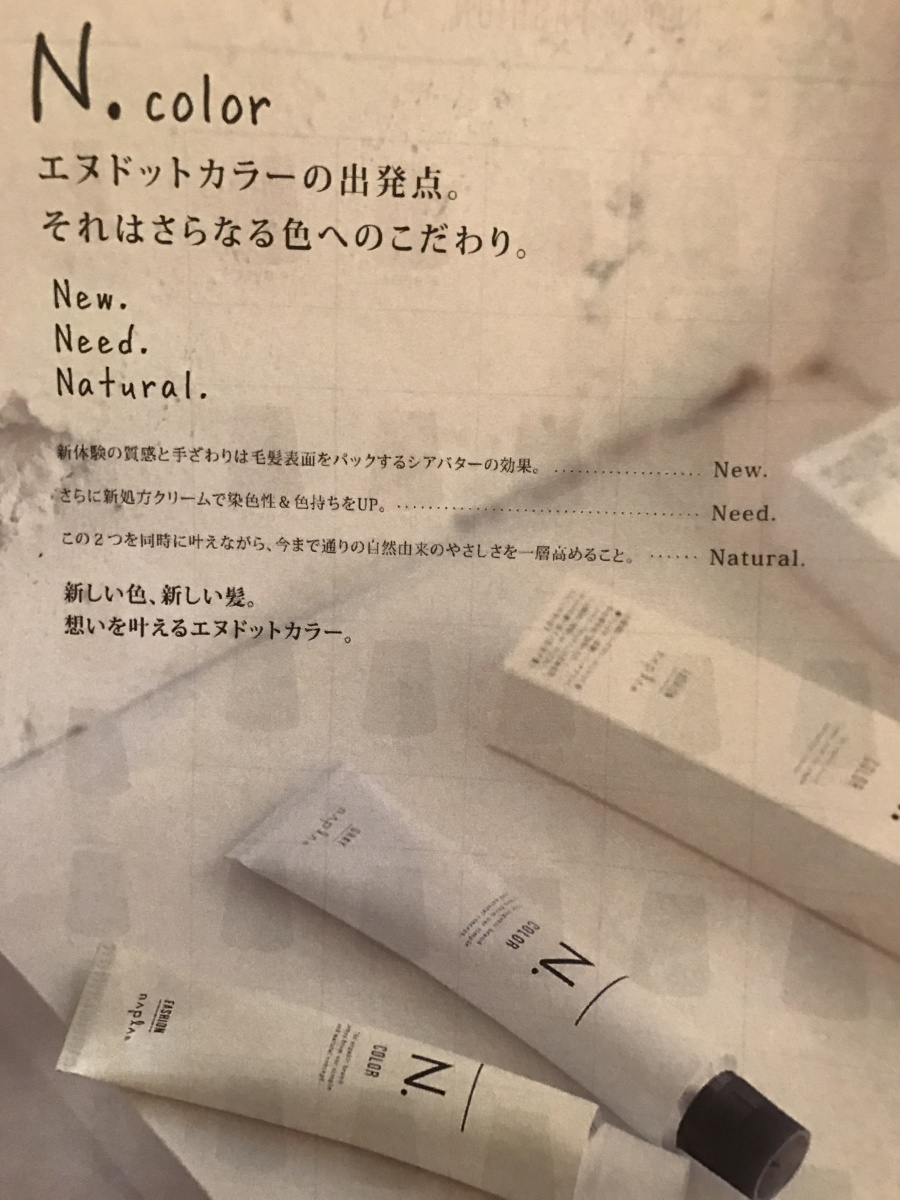 N. color
エヌドットカラーの出発点。
それはさらなる色へのこだわり。
New.
Need.
Natural.
新体験の質感と手ざわりは毛髪表面をパックするシアバターの効果。 .................. New.
さらに新処方クリームで染色性&色持ちをUP。 ...................................... Need.
この2つを同時に叶えながら、今まで通りの自然由来のやさしさを一層高めること。 ...... Natural.
新しい色、新しい髪。
想いを叶えるエヌドットカラー。
FASHION
napla
COLOR
GREY
napla
COLOR
N.
FASHION
napla
COLOR
N.